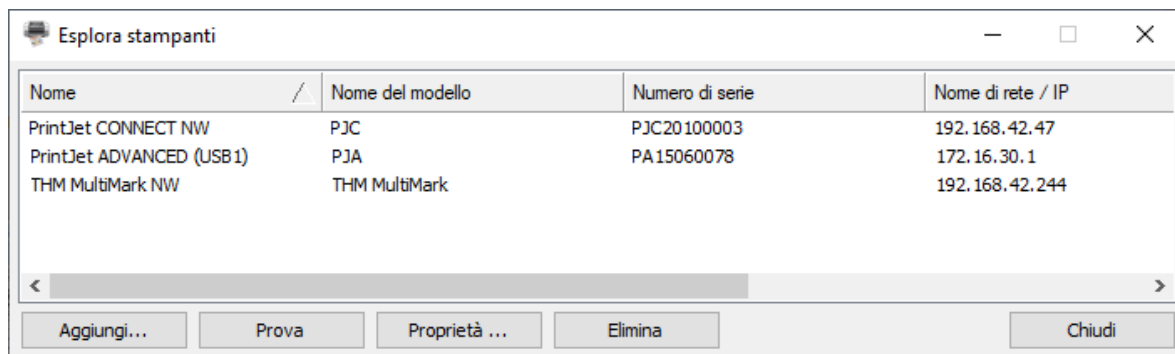 Esplora stampanti
Nome Nome del modello Numero di serie Nome di rete / IP
PrintJet CONNECT NW PJC PJC20100003 192.168.42.47
PrintJet ADVANCED (USB1) PJA PA15060078 172.16.30.1
THM MultiMark NW THM MultiMark 192.168.42.244
Aggiungi... Prova Proprietà ... Elimina Chiudi